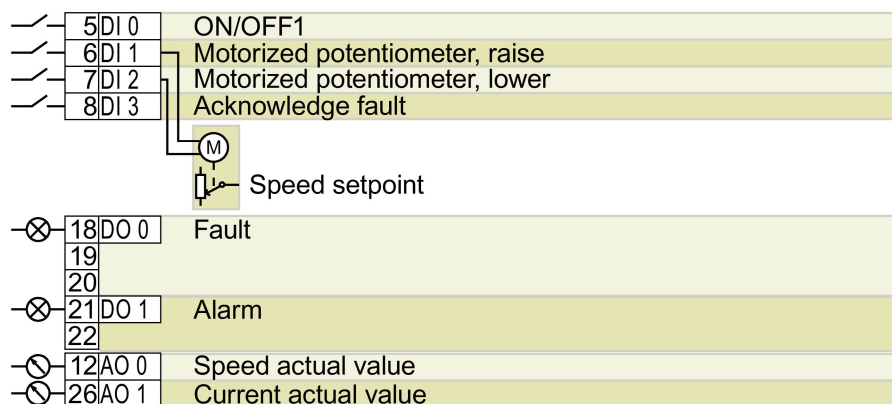 5 DI 0 ON/OFF1
6 DI 1 Motorized potentiometer, raise
7 DI 2 Motorized potentiometer, lower
8 DI 3 Acknowledge fault
M
Speed setpoint
18 DO 0 Fault
19
20
21 DO 1 Alarm
22
12 AO 0 Speed actual value
26 AO 1 Current actual value